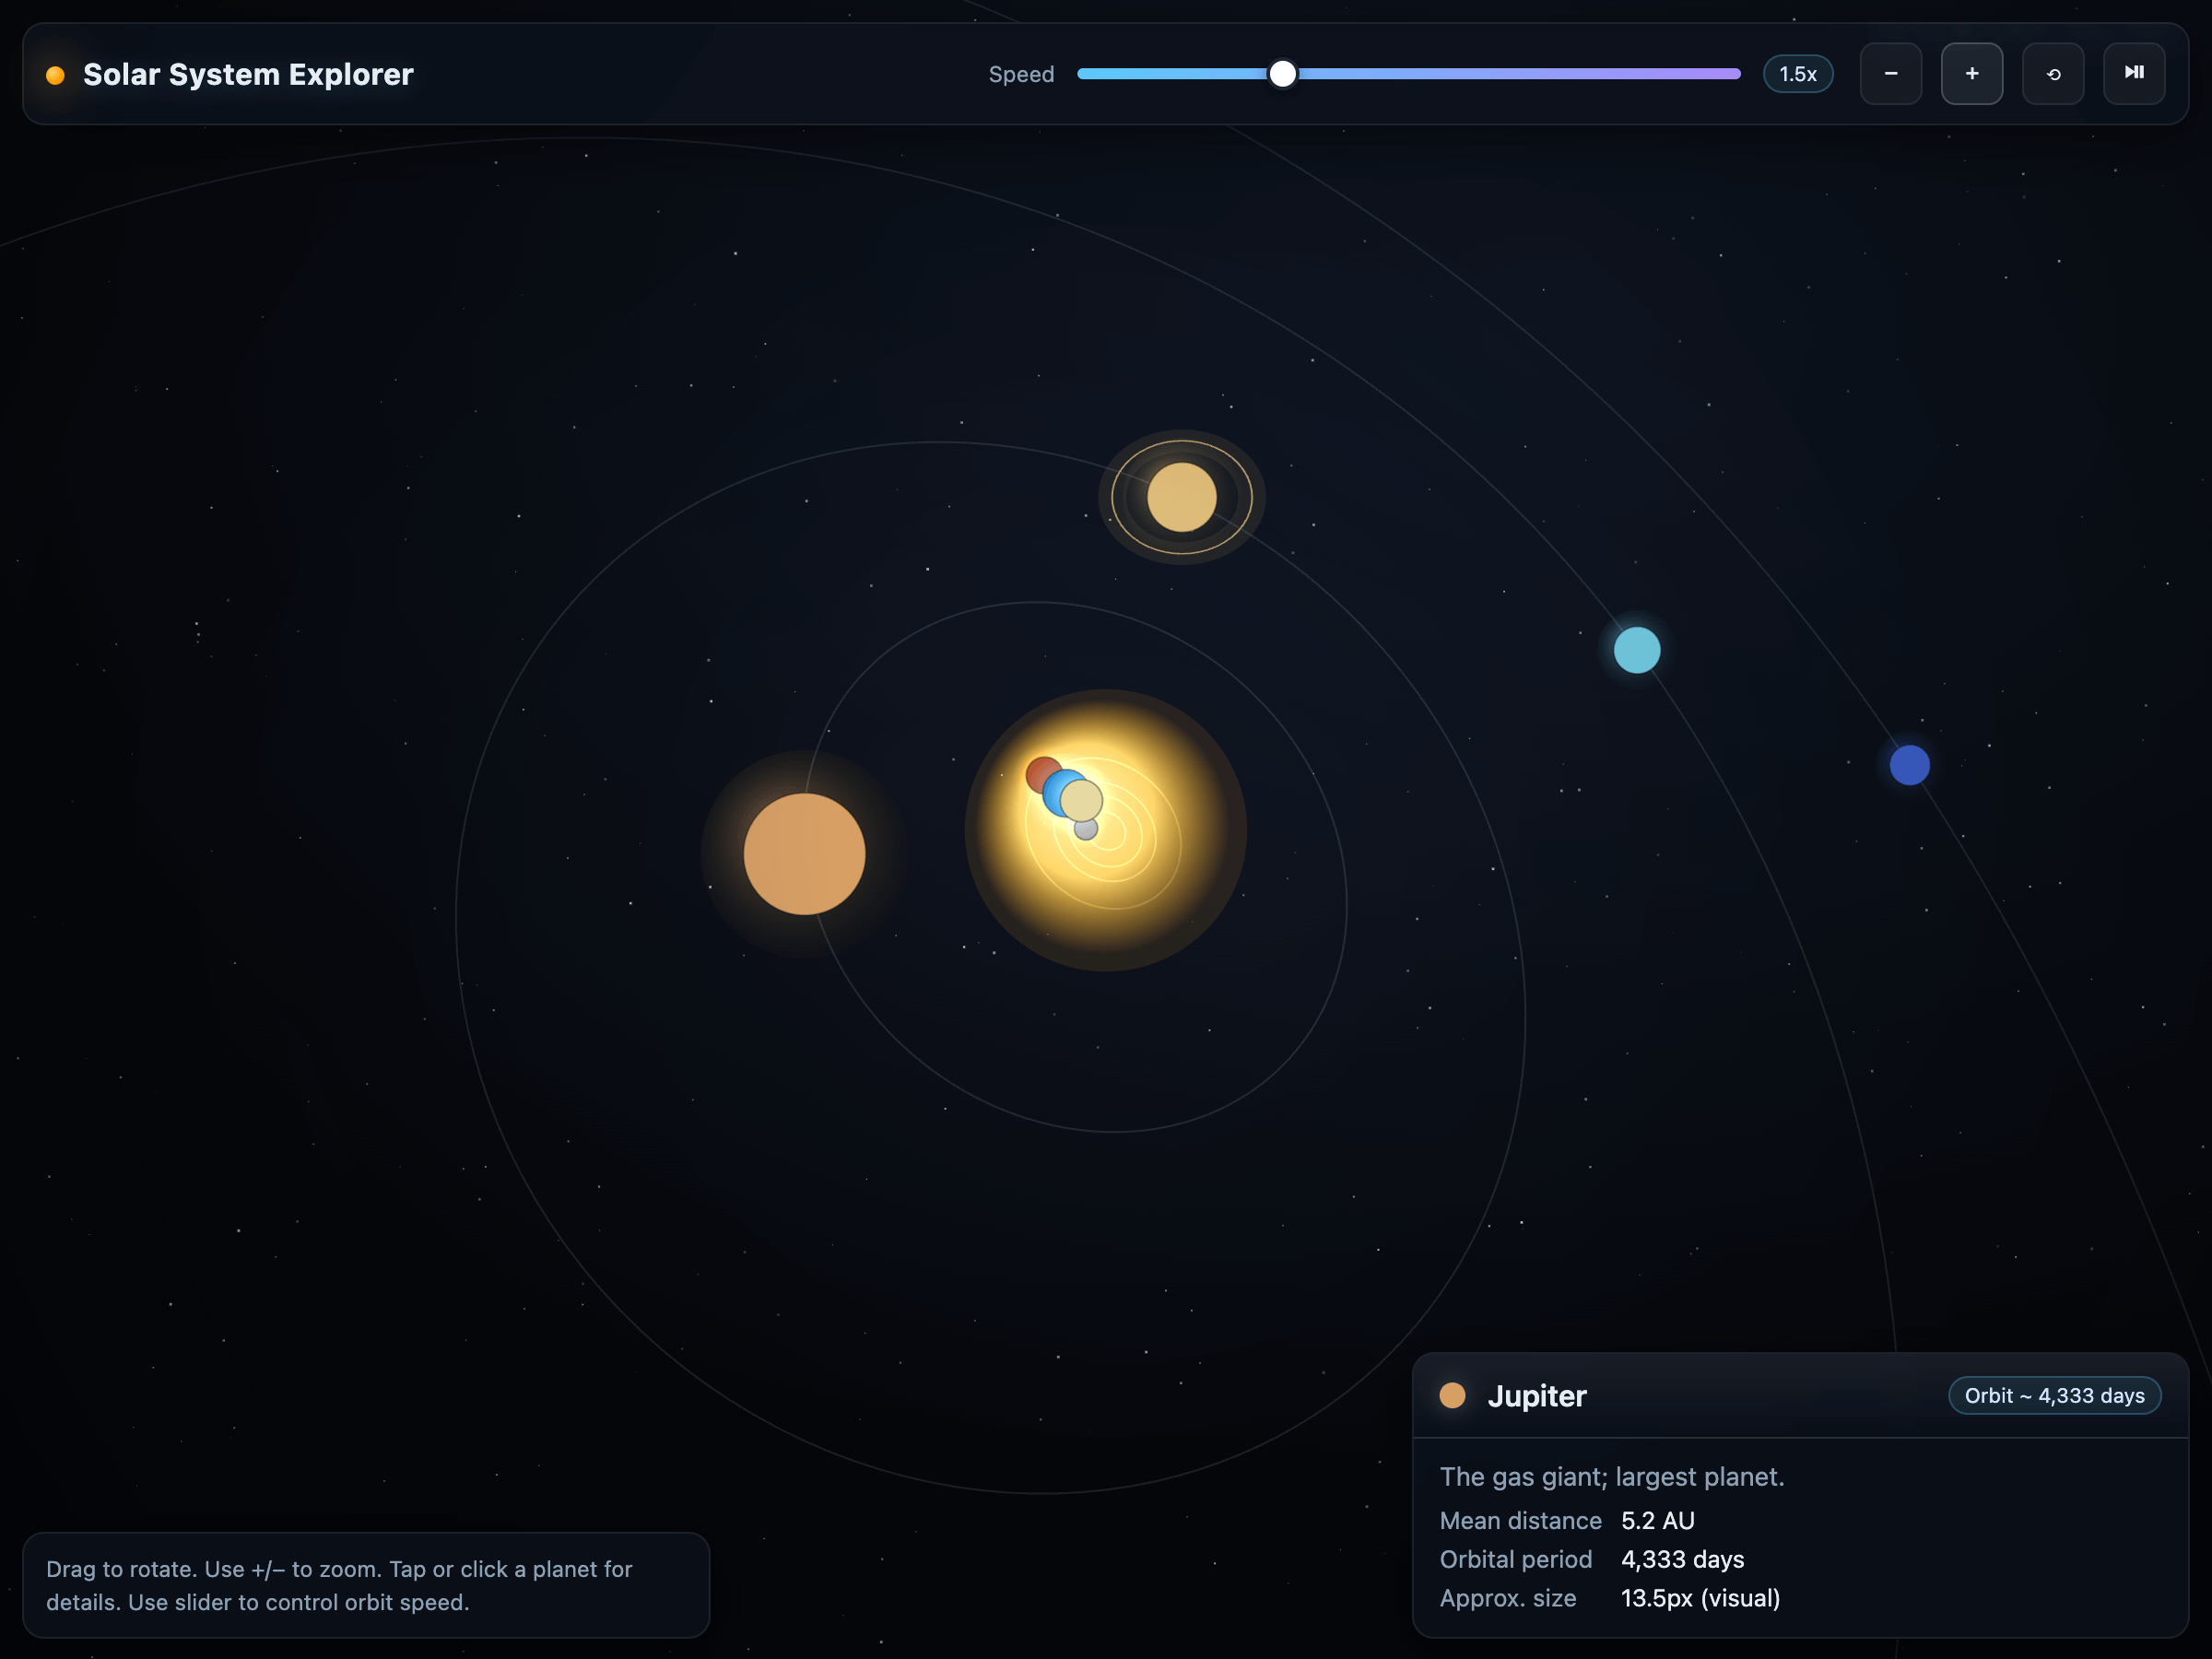 Solar System Explorer
Speed
1.5x
−
+
⟲
⏯
Jupiter
Orbit ~ 4,333 days
The gas giant; largest planet.
Mean distance 5.2 AU
Orbital period 4,333 days
Approx. size 13.5px (visual)
Drag to rotate. Use +/− to zoom. Tap or click a planet for
details. Use slider to control orbit speed.